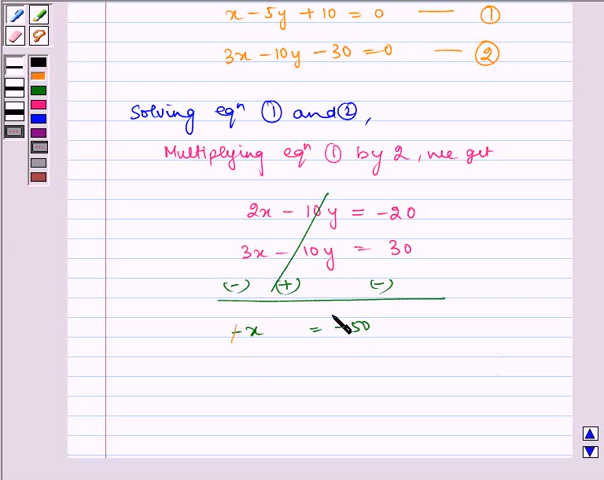 x - 5y + 10 = 0 — ①
3x - 10y - 30 = 0 — ②
Solving eqⁿ ① and ②,
Multiplying eqⁿ ① by 2, we get
2x - 10y = -20
3x - 10y = 30
(-) (+) (-)
-x = -50